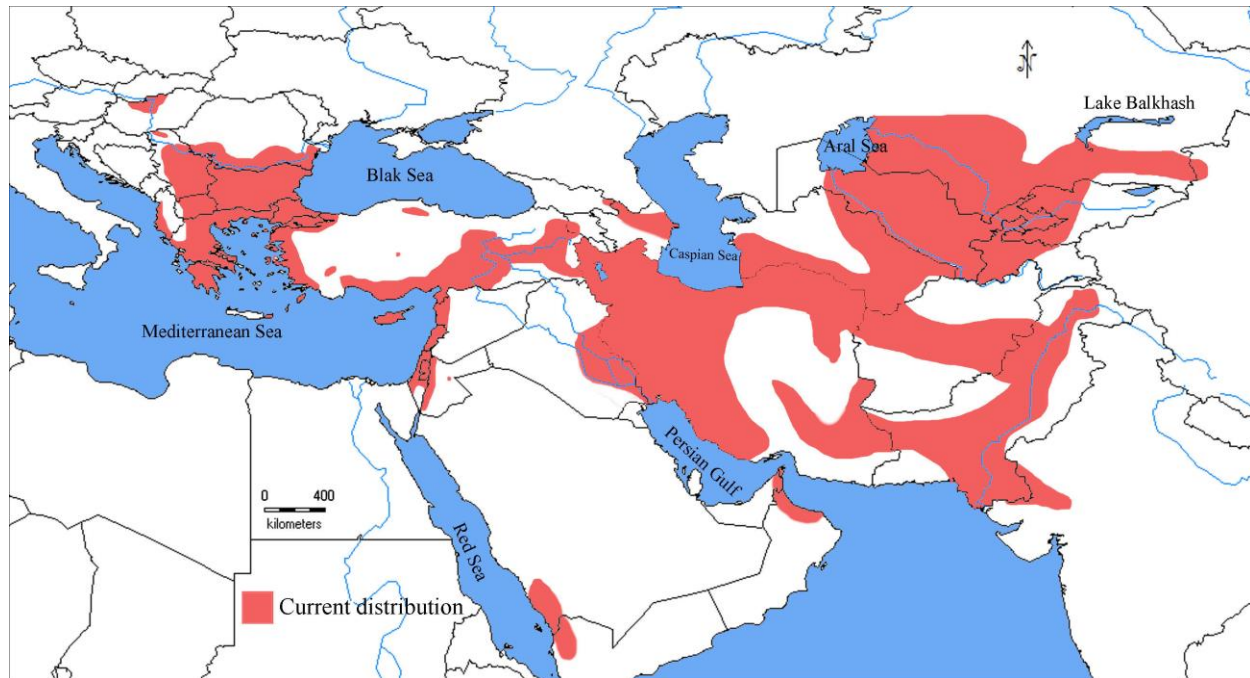 N
Lake Balkhash
Aral Sea
Blak Sea
Caspian Sea
Mediterranean Sea
Persian Gulf
0 400
kilometers
Red Sea
Current distribution